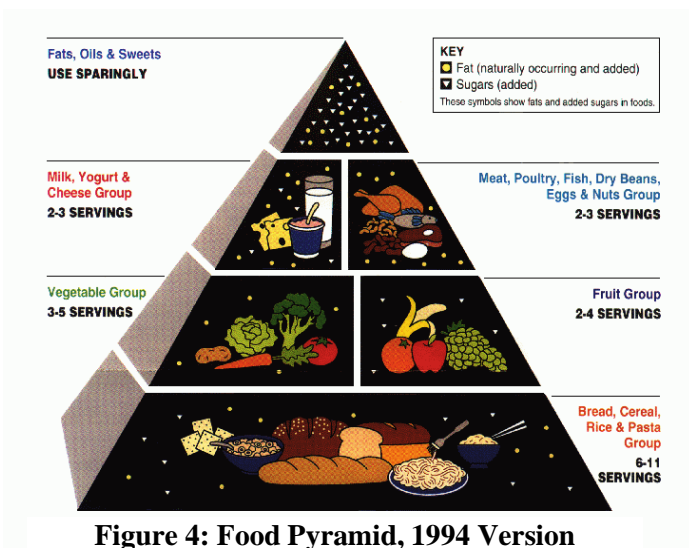 Fats, Oils & Sweets
USE SPARINGLY
KEY
Fat (naturally occurring and added)
Sugars (added)
These symbols show fats and added sugars in foods.
Milk, Yogurt &
Cheese Group
2-3 SERVINGS
Meat, Poultry, Fish, Dry Beans,
Eggs & Nuts Group
2-3 SERVINGS
Vegetable Group
3-5 SERVINGS
Fruit Group
2-4 SERVINGS
Bread, Cereal,
Rice & Pasta
Group
6-11
SERVINGS
Figure 4: Food Pyramid, 1994 Version